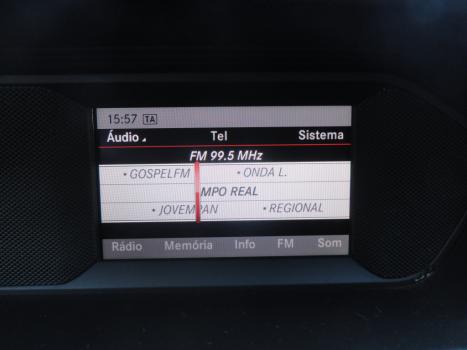 15:57 TA
Áudio Tel Sistema
FM 99.5 MHz
• GOSPELFM • ONDA L.
MPO REAL
• JOVEMPAN • REGIONAL
Rádio Memória Info FM Som